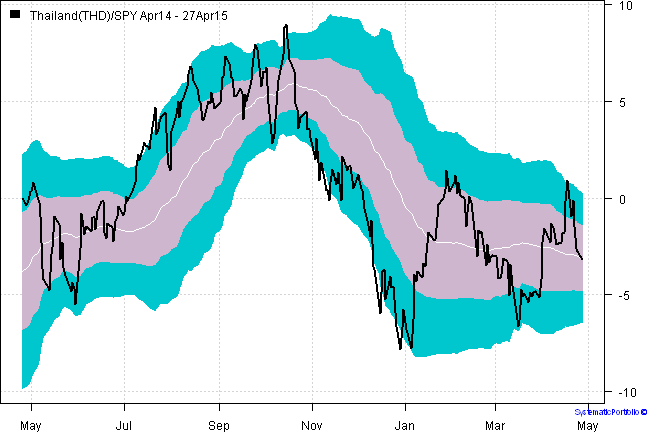 Thailand(THD)/SPY Apr14 - 27Apr15
10
5
0
-5
-10
May Jul Sep Nov Jan Mar May
SystematicPortfolio ©